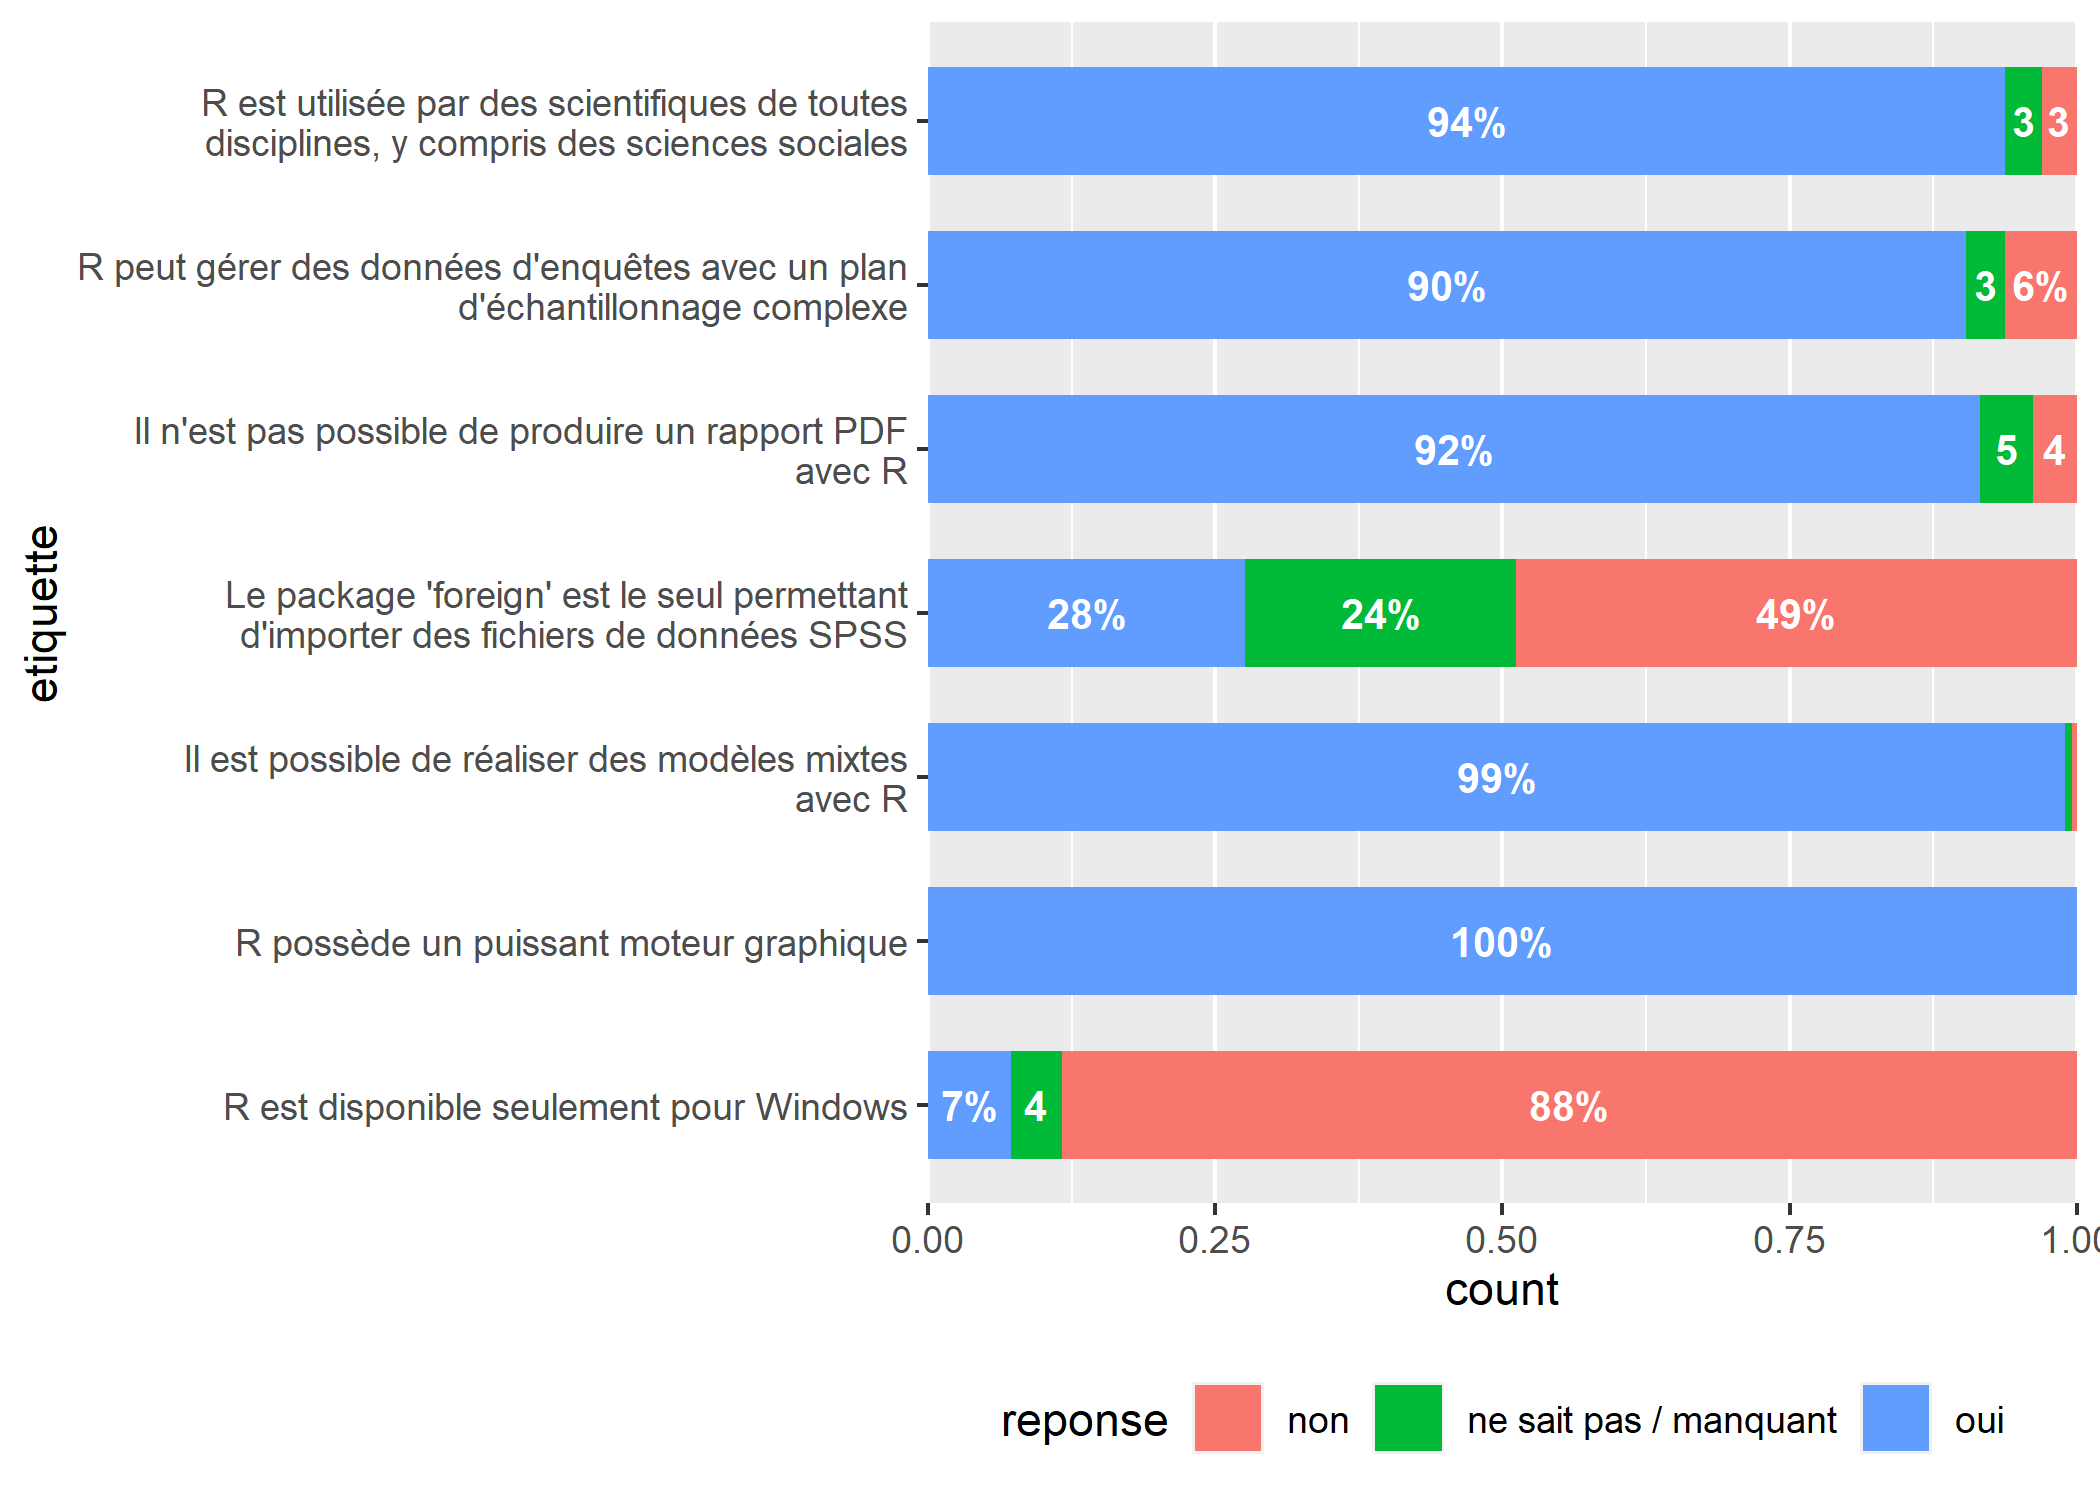 R est utilisée par des scientifiques de toutes
disciplines, y compris des sciences sociales
94%
3
3
R peut gérer des données d'enquêtes avec un plan
d'échantillonnage complexe
90%
3
6%
Il n'est pas possible de produire un rapport PDF
avec R
92%
5
4
Le package 'foreign' est le seul permettant
d'importer des fichiers de données SPSS
28%
24%
49%
Il est possible de réaliser des modèles mixtes
avec R
99%
R possède un puissant moteur graphique
100%
R est disponible seulement pour Windows
7%
4
88%
etiquette
0.00
0.25
0.50
0.75
1.00
count
reponse
non
ne sait pas / manquant
oui